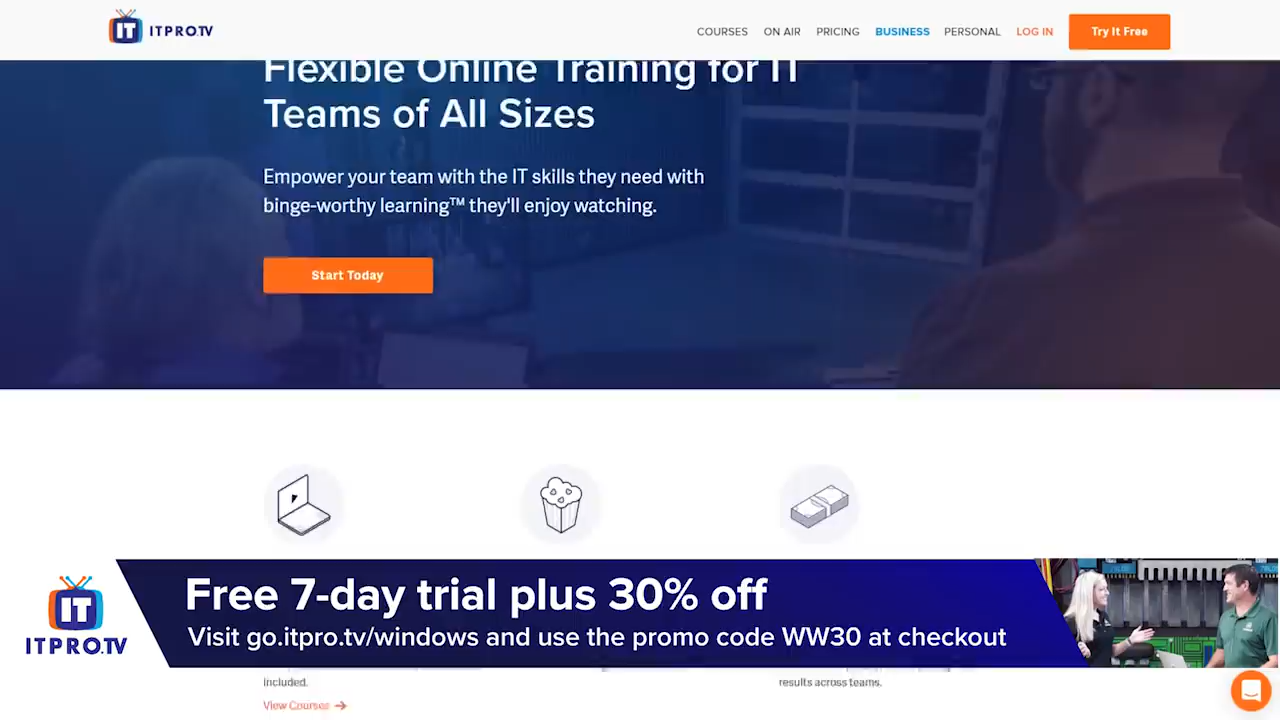 IT ITPRO.TV
COURSES ON AIR PRICING BUSINESS PERSONAL LOG IN Try It Free
Flexible Online Training for IT
Teams of All Sizes
Empower your team with the IT skills they need with
binge-worthy learning™ they'll enjoy watching.
Start Today
Free 7-day trial plus 30% off
Visit go.itpro.tv/windows and use the promo code WW30 at checkout
IT
ITPRO.TV
included.
results across teams.
View Courses →